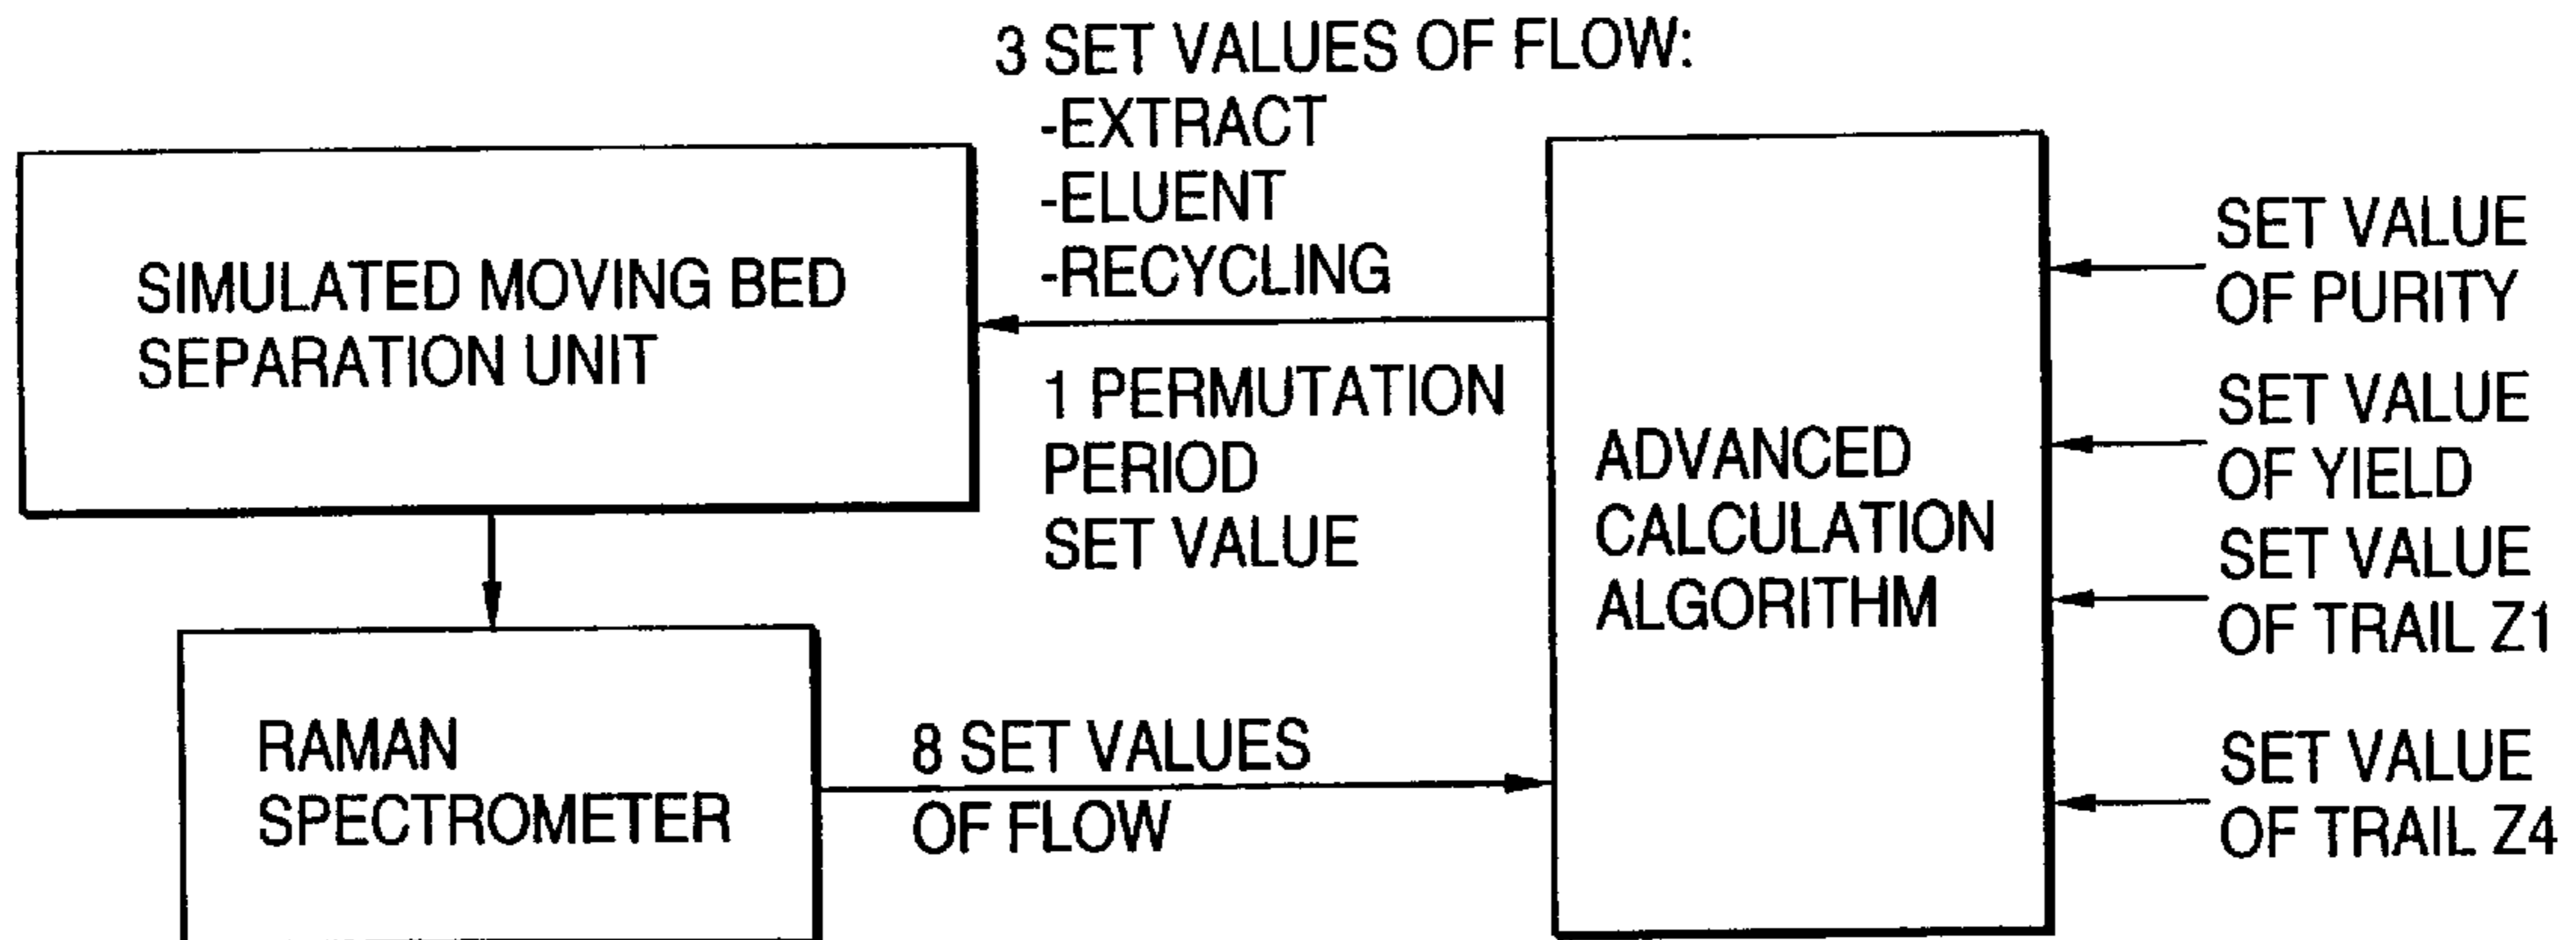 3 SET VALUES OF FLOW:
-EXTRACT
-ELUENT
-RECYCLING
SIMULATED MOVING BED
SEPARATION UNIT
1 PERMUTATION
PERIOD
SET VALUE
ADVANCED
CALCULATION
ALGORITHM
SET VALUE
OF PURITY
SET VALUE
OF YIELD
SET VALUE
OF TRAIL Z1
SET VALUE
OF TRAIL Z4
RAMAN
SPECTROMETER
8 SET VALUES
OF FLOW